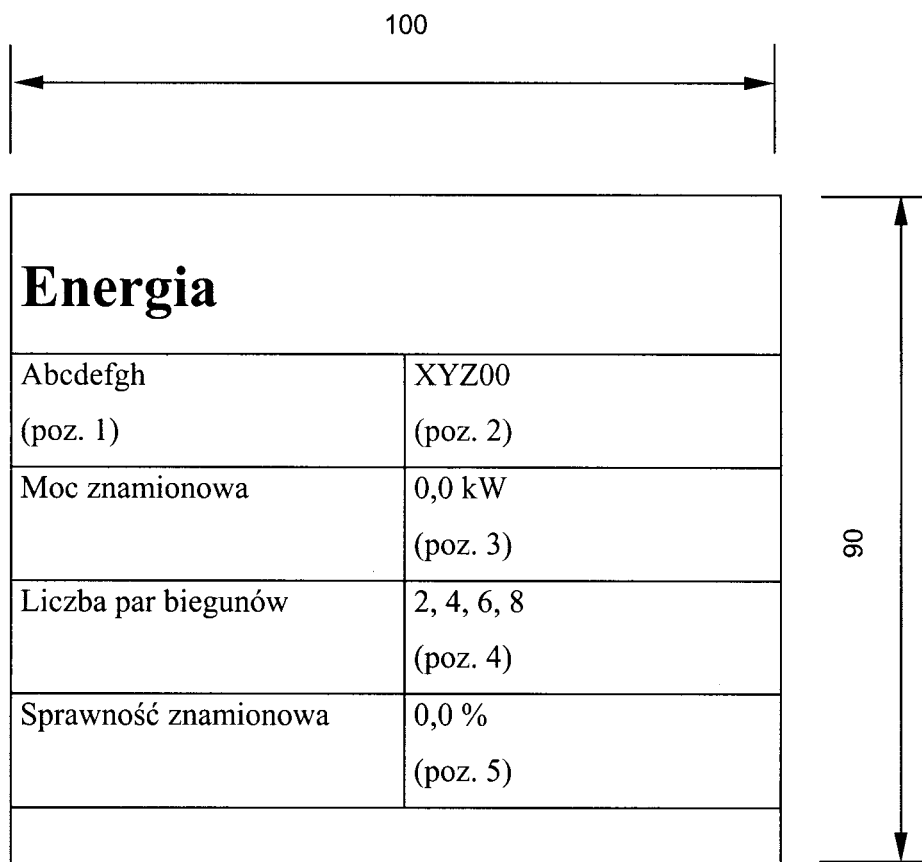 100
Energia
Abcdefgh
(poz. 1)
XYZ00
(poz. 2)
Moc znamionowa
0,0 kW
(poz. 3)
90
Liczba par biegunów
2, 4, 6, 8
(poz. 4)
Sprawność znamionowa
0,0 %
(poz. 5)